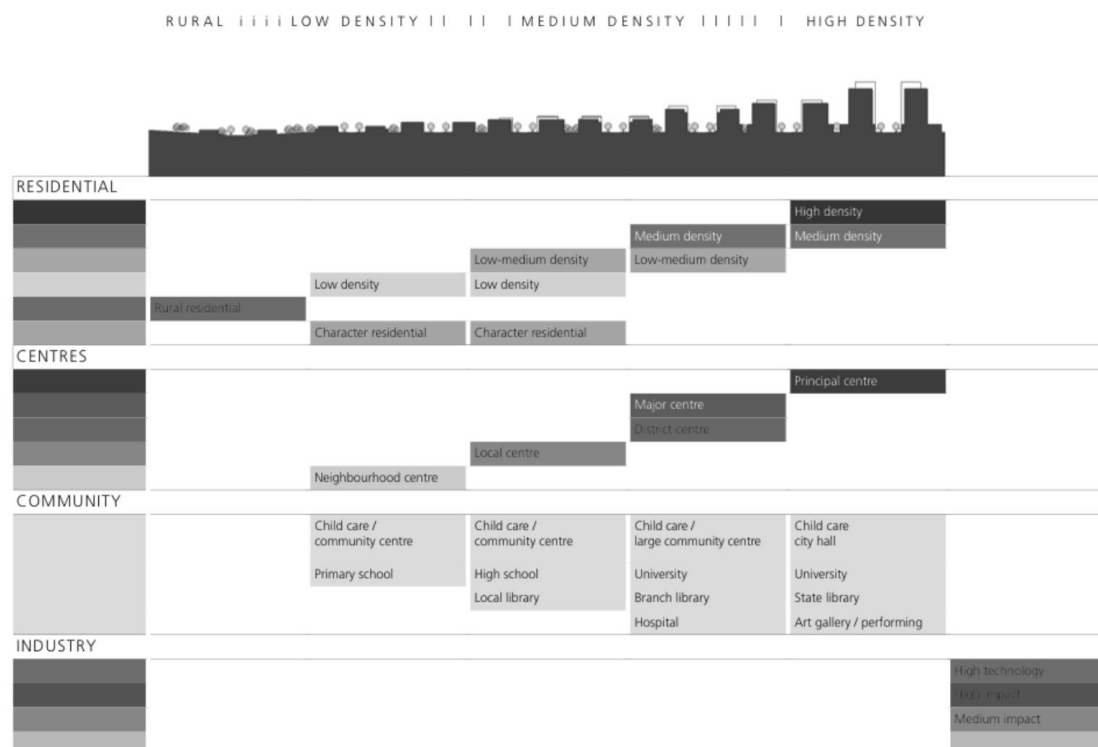 RURAL i i i i LOW DENSITY l l l l l MEDIUM DENSITY l l l l l l HIGH DENSITY
RESIDENTIAL
High density
Medium density Medium density
Low-medium density Low-medium density
Low density Low density
Rural residential
Character residential Character residential
CENTRES
Principal centre
Major centre
District centre
Local centre
Neighbourhood centre
COMMUNITY
Child care / Child care / Child care / Child care
community centre community centre large community centre city hall
Primary school High school University University
Local library Branch library State library
Hospital Art gallery / performing
INDUSTRY
High technology
High impact
Medium impact